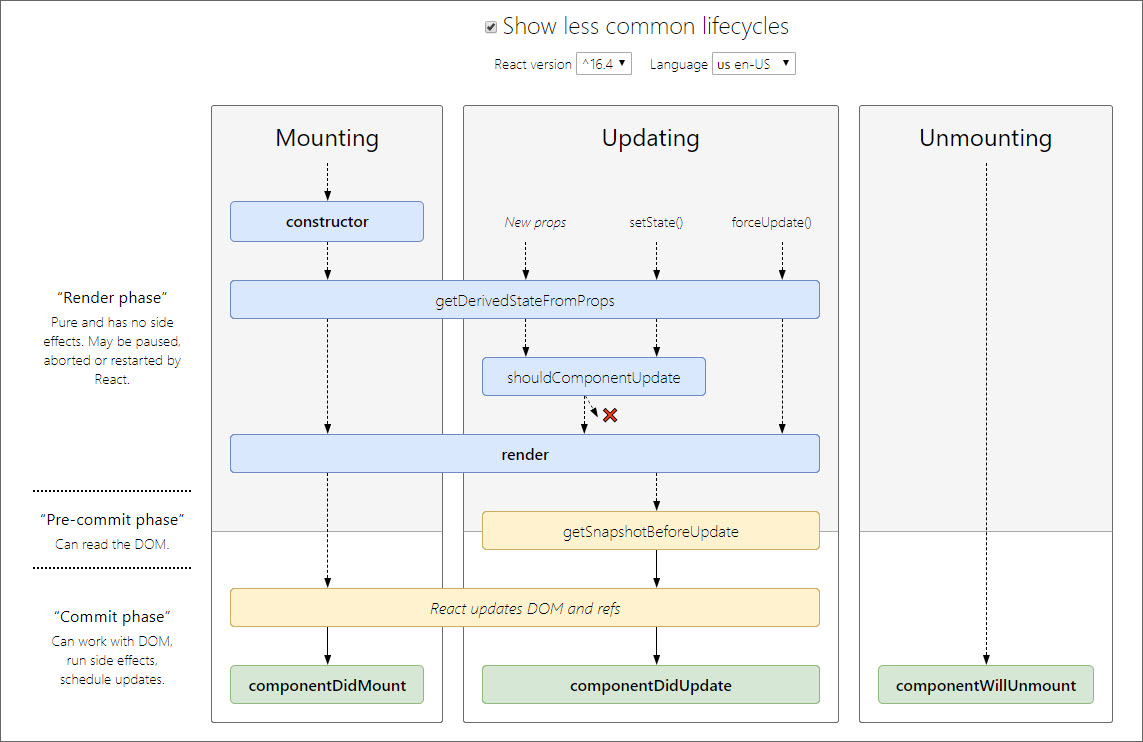 Show less common lifecycles
React version ^16.4 Language us en-US
Mounting
Updating
Unmounting
constructor
New props
setState()
forceUpdate()
“Render phase”
Pure and has no side
effects. May be paused,
aborted or restarted by
React.
getDerivedStateFromProps
shouldComponentUpdate
render
“Pre-commit phase”
Can read the DOM.
getSnapshotBeforeUpdate
“Commit phase”
Can work with DOM,
run side effects,
schedule updates.
React updates DOM and refs
componentDidMount
componentDidUpdate
componentWillUnmount